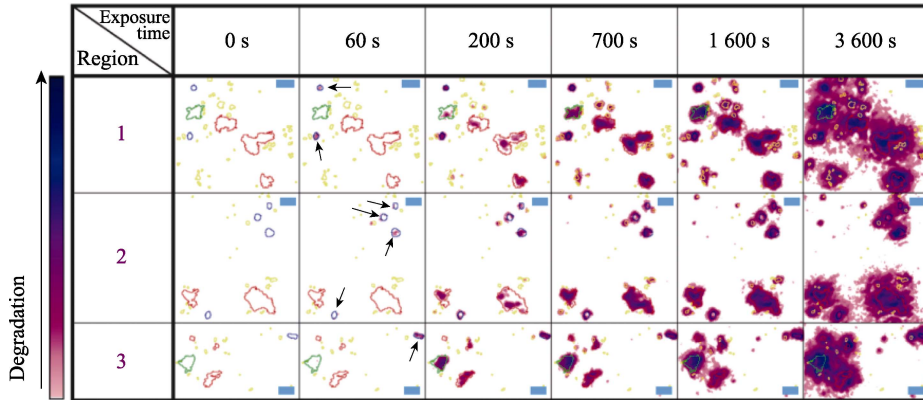 Exposure
time
Region
0 s
60 s
200 s
700 s
1 600 s
3 600 s
Degradation
1
2
3